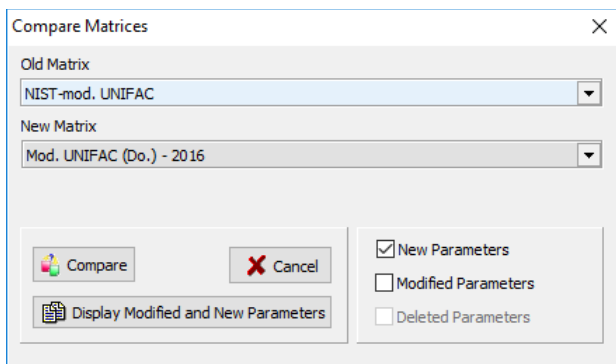 Compare Matrices
Old Matrix
NIST-mod. UNIFAC
New Matrix
Mod. UNIFAC (Do.) - 2016
Compare
Cancel
Display Modified and New Parameters
New Parameters
Modified Parameters
Deleted Parameters